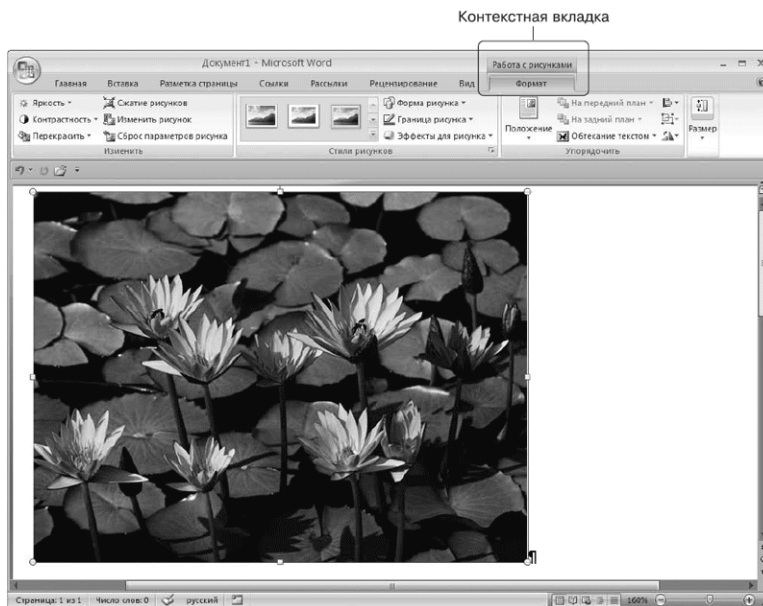 Контекстная вкладка
Документ1 - Microsoft Word
Работа с рисунками
Главная Вставка Разметка страницы Ссылки Рассылки Рецензирование Вид Формат
Яркость Сжатие рисунков Форма рисунка На передний план
Контрастность Изменить рисунок Граница рисунка Положение На задний план Размер
Перекрасить Сброс параметров рисунка Эффекты для рисунка Обтекание текстом
Изменить Стили рисунков Упорядочить
¶
Страница: 1 из 1 Число слов: 0 русский 160%